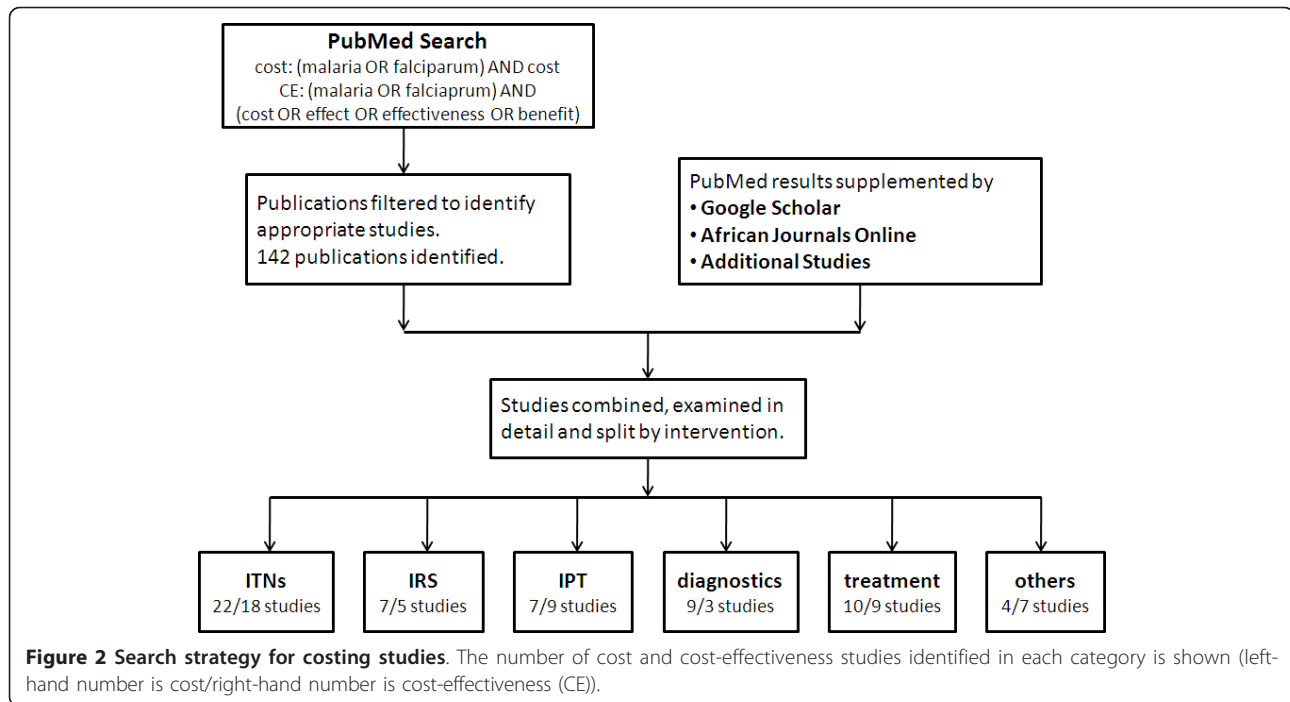 PubMed Search
cost: (malaria OR falciparum) AND cost
CE: (malaria OR falciaprum) AND
(cost OR effect OR effectiveness OR benefit)
Publications filtered to identify
appropriate studies.
142 publications identified.
PubMed results supplemented by
• Google Scholar
• African Journals Online
• Additional Studies
Studies combined, examined in
detail and split by intervention.
ITNs
22/18 studies
IRS
7/5 studies
IPT
7/9 studies
diagnostics
9/3 studies
treatment
10/9 studies
others
4/7 studies
Figure 2 Search strategy for costing studies. The number of cost and cost-effectiveness studies identified in each category is shown (left-
hand number is cost/right-hand number is cost-effectiveness (CE)).